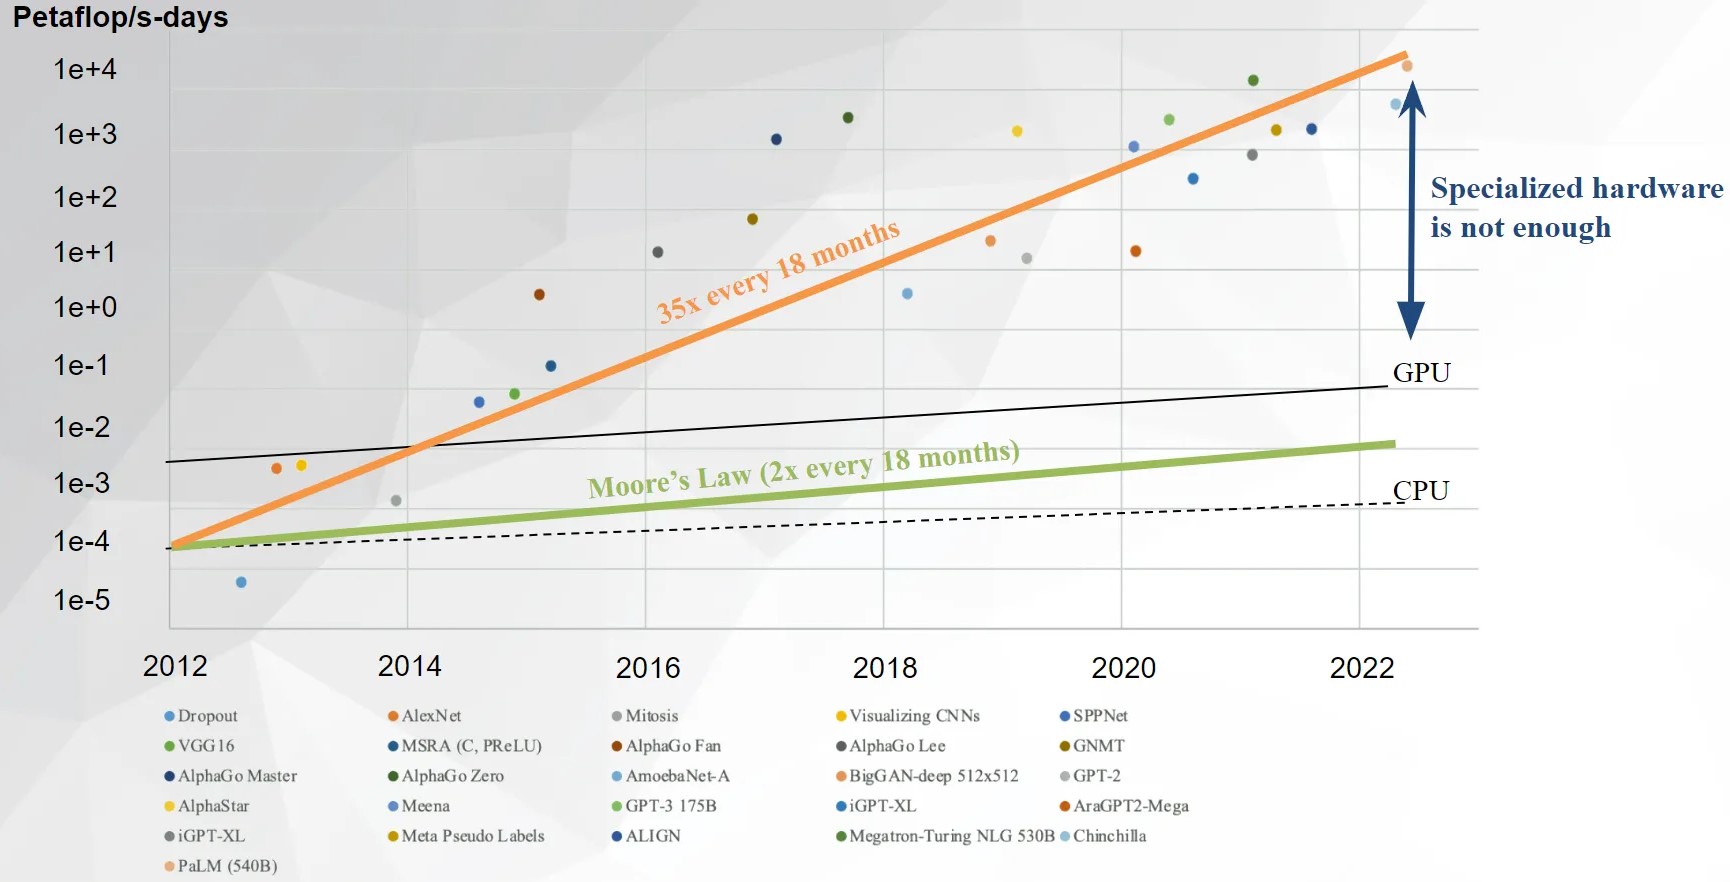 Petaflop/s-days
1e+4
1e+3
1e+2
1e+1
1e+0
1e-1
1e-2
1e-3
1e-4
1e-5
35x every 18 months
Moore's Law (2x every 18 months)
GPU
CPU
Specialized hardware
is not enough
2012 2014 2016 2018 2020 2022
Dropout AlexNet Mitosis Visualizing CNNs SPPNet
VGG16 MSRA (C, PReLU) AlphaGo Fan AlphaGo Lee GNMT
AlphaGo Master AlphaGo Zero AmoebaNet-A BigGAN-deep 512x512 GPT-2
AlphaStar Meena GPT-3 175B iGPT-XL AraGPT2-Mega
iGPT-XL Meta Pseudo Labels ALIGN Megatron-Turing NLG 530B Chinchilla
PaLM (540B)